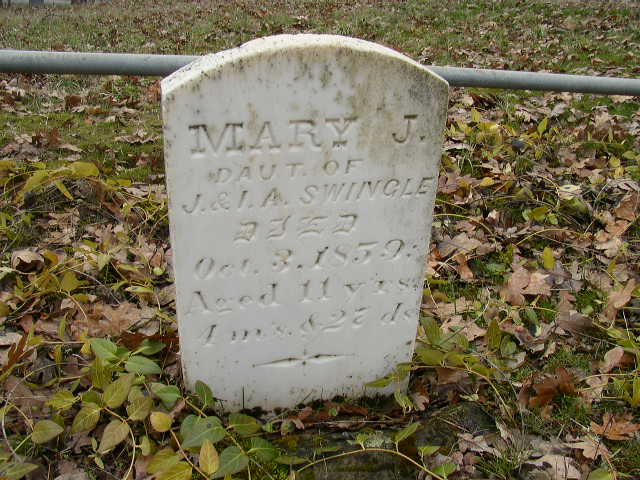 MARY J.
DAUT. OF
J. & I. A. SWINGLE
DIED
Oct. 3, 1859:
Aged 11 yrs.
4 ms. & 27 ds